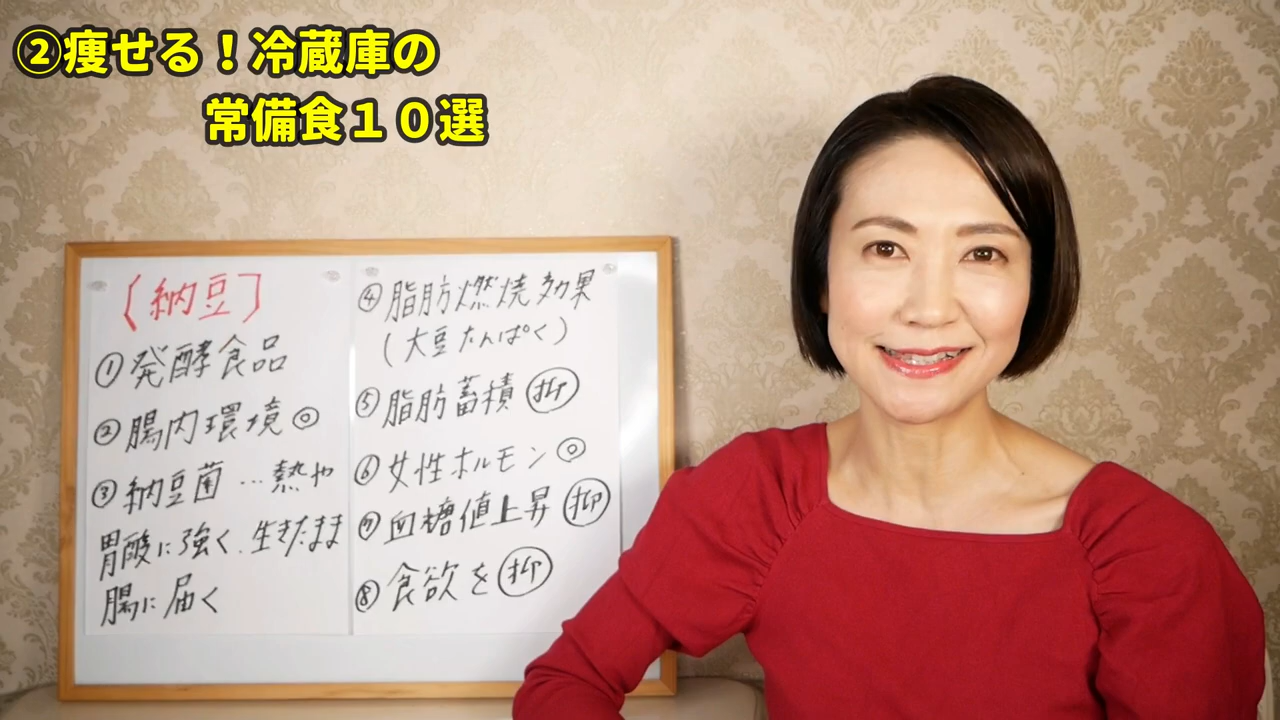 ②痩せる！冷蔵庫の
常備食１０選
〔納豆〕
①発酵食品
②腸内環境◎
③納豆菌…熱や
胃酸に強く、生きたまま
腸に届く
④脂肪燃焼効果
(大豆たんぱく)
⑤脂肪蓄積㊞
⑥女性ホルモン◎
⑦血糖値上昇抑
⑧食欲を抑